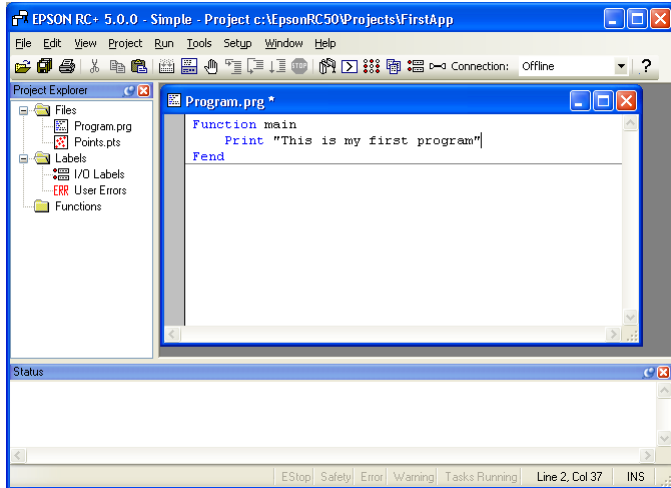 EPSON RC+ 5.0.0 - Simple - Project c:\EpsonRC50\Projects\FirstApp
File Edit View Project Run Tools Setup Window Help
STOP Connection: Offline ?
Project Explorer
Files
Program.prg
Points.pts
Labels
I/O Labels
ERR User Errors
Functions
Program.prg *
Function main
Print "This is my first program"
Fend
Status
EStop Safety Error Warning Tasks Running Line 2, Col 37 INS